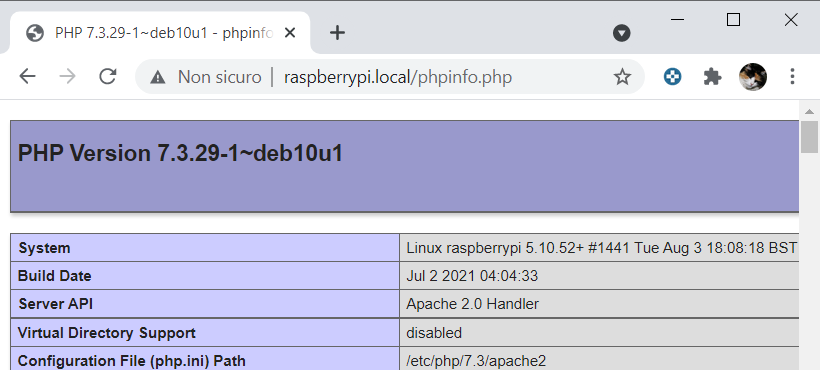 PHP 7.3.29-1~deb10u1 - phpinfo
Non sicuro | raspberrypi.local/phpinfo.php
PHP Version 7.3.29-1~deb10u1
System Linux raspberrypi 5.10.52+ #1441 Tue Aug 3 18:08:18 BST
Build Date Jul 2 2021 04:04:33
Server API Apache 2.0 Handler
Virtual Directory Support disabled
Configuration File (php.ini) Path /etc/php/7.3/apache2